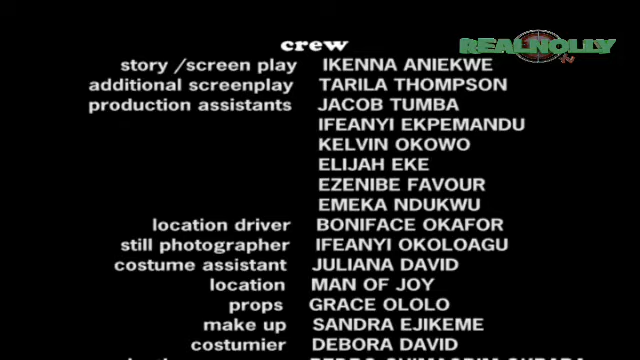 REALNOLLY
tv
crew
story /screen play IKENNA ANIEKWE
additional screenplay TARILA THOMPSON
production assistants JACOB TUMBA
IFEANYI EKPEMANDU
KELVIN OKOWO
ELIJAH EKE
EZENIBE FAVOUR
EMEKA NDUKWU
location driver BONIFACE OKAFOR
still photographer IFEANYI OKOLOAGU
costume assistant JULIANA DAVID
location MAN OF JOY
props GRACE OLOLO
make up SANDRA EJIKEME
costumier DEBORA DAVID